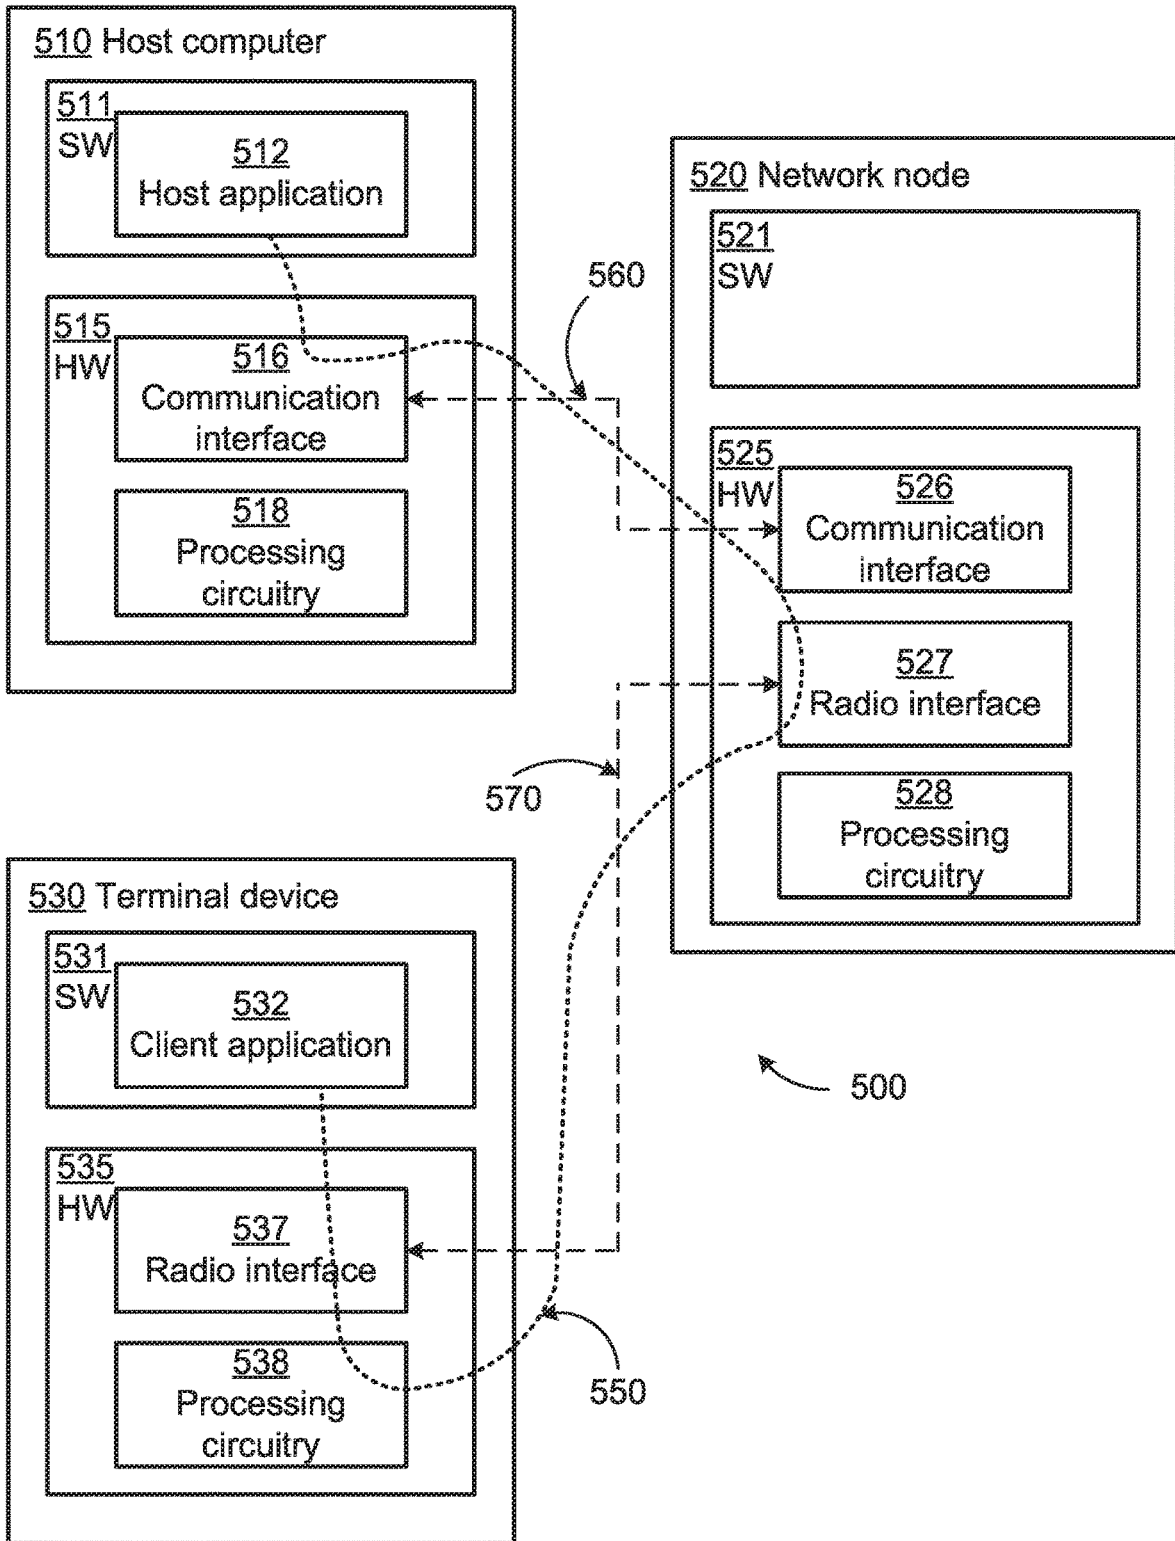 510 Host computer
511
SW
512
Host application
515
HW
516
Communication
interface
518
Processing
circuitry
560
520 Network node
521
SW
525
HW
526
Communication
interface
527
Radio interface
528
Processing
circuitry
570
530 Terminal device
531
SW
532
Client application
535
HW
537
Radio interface
538
Processing
circuitry
550
500